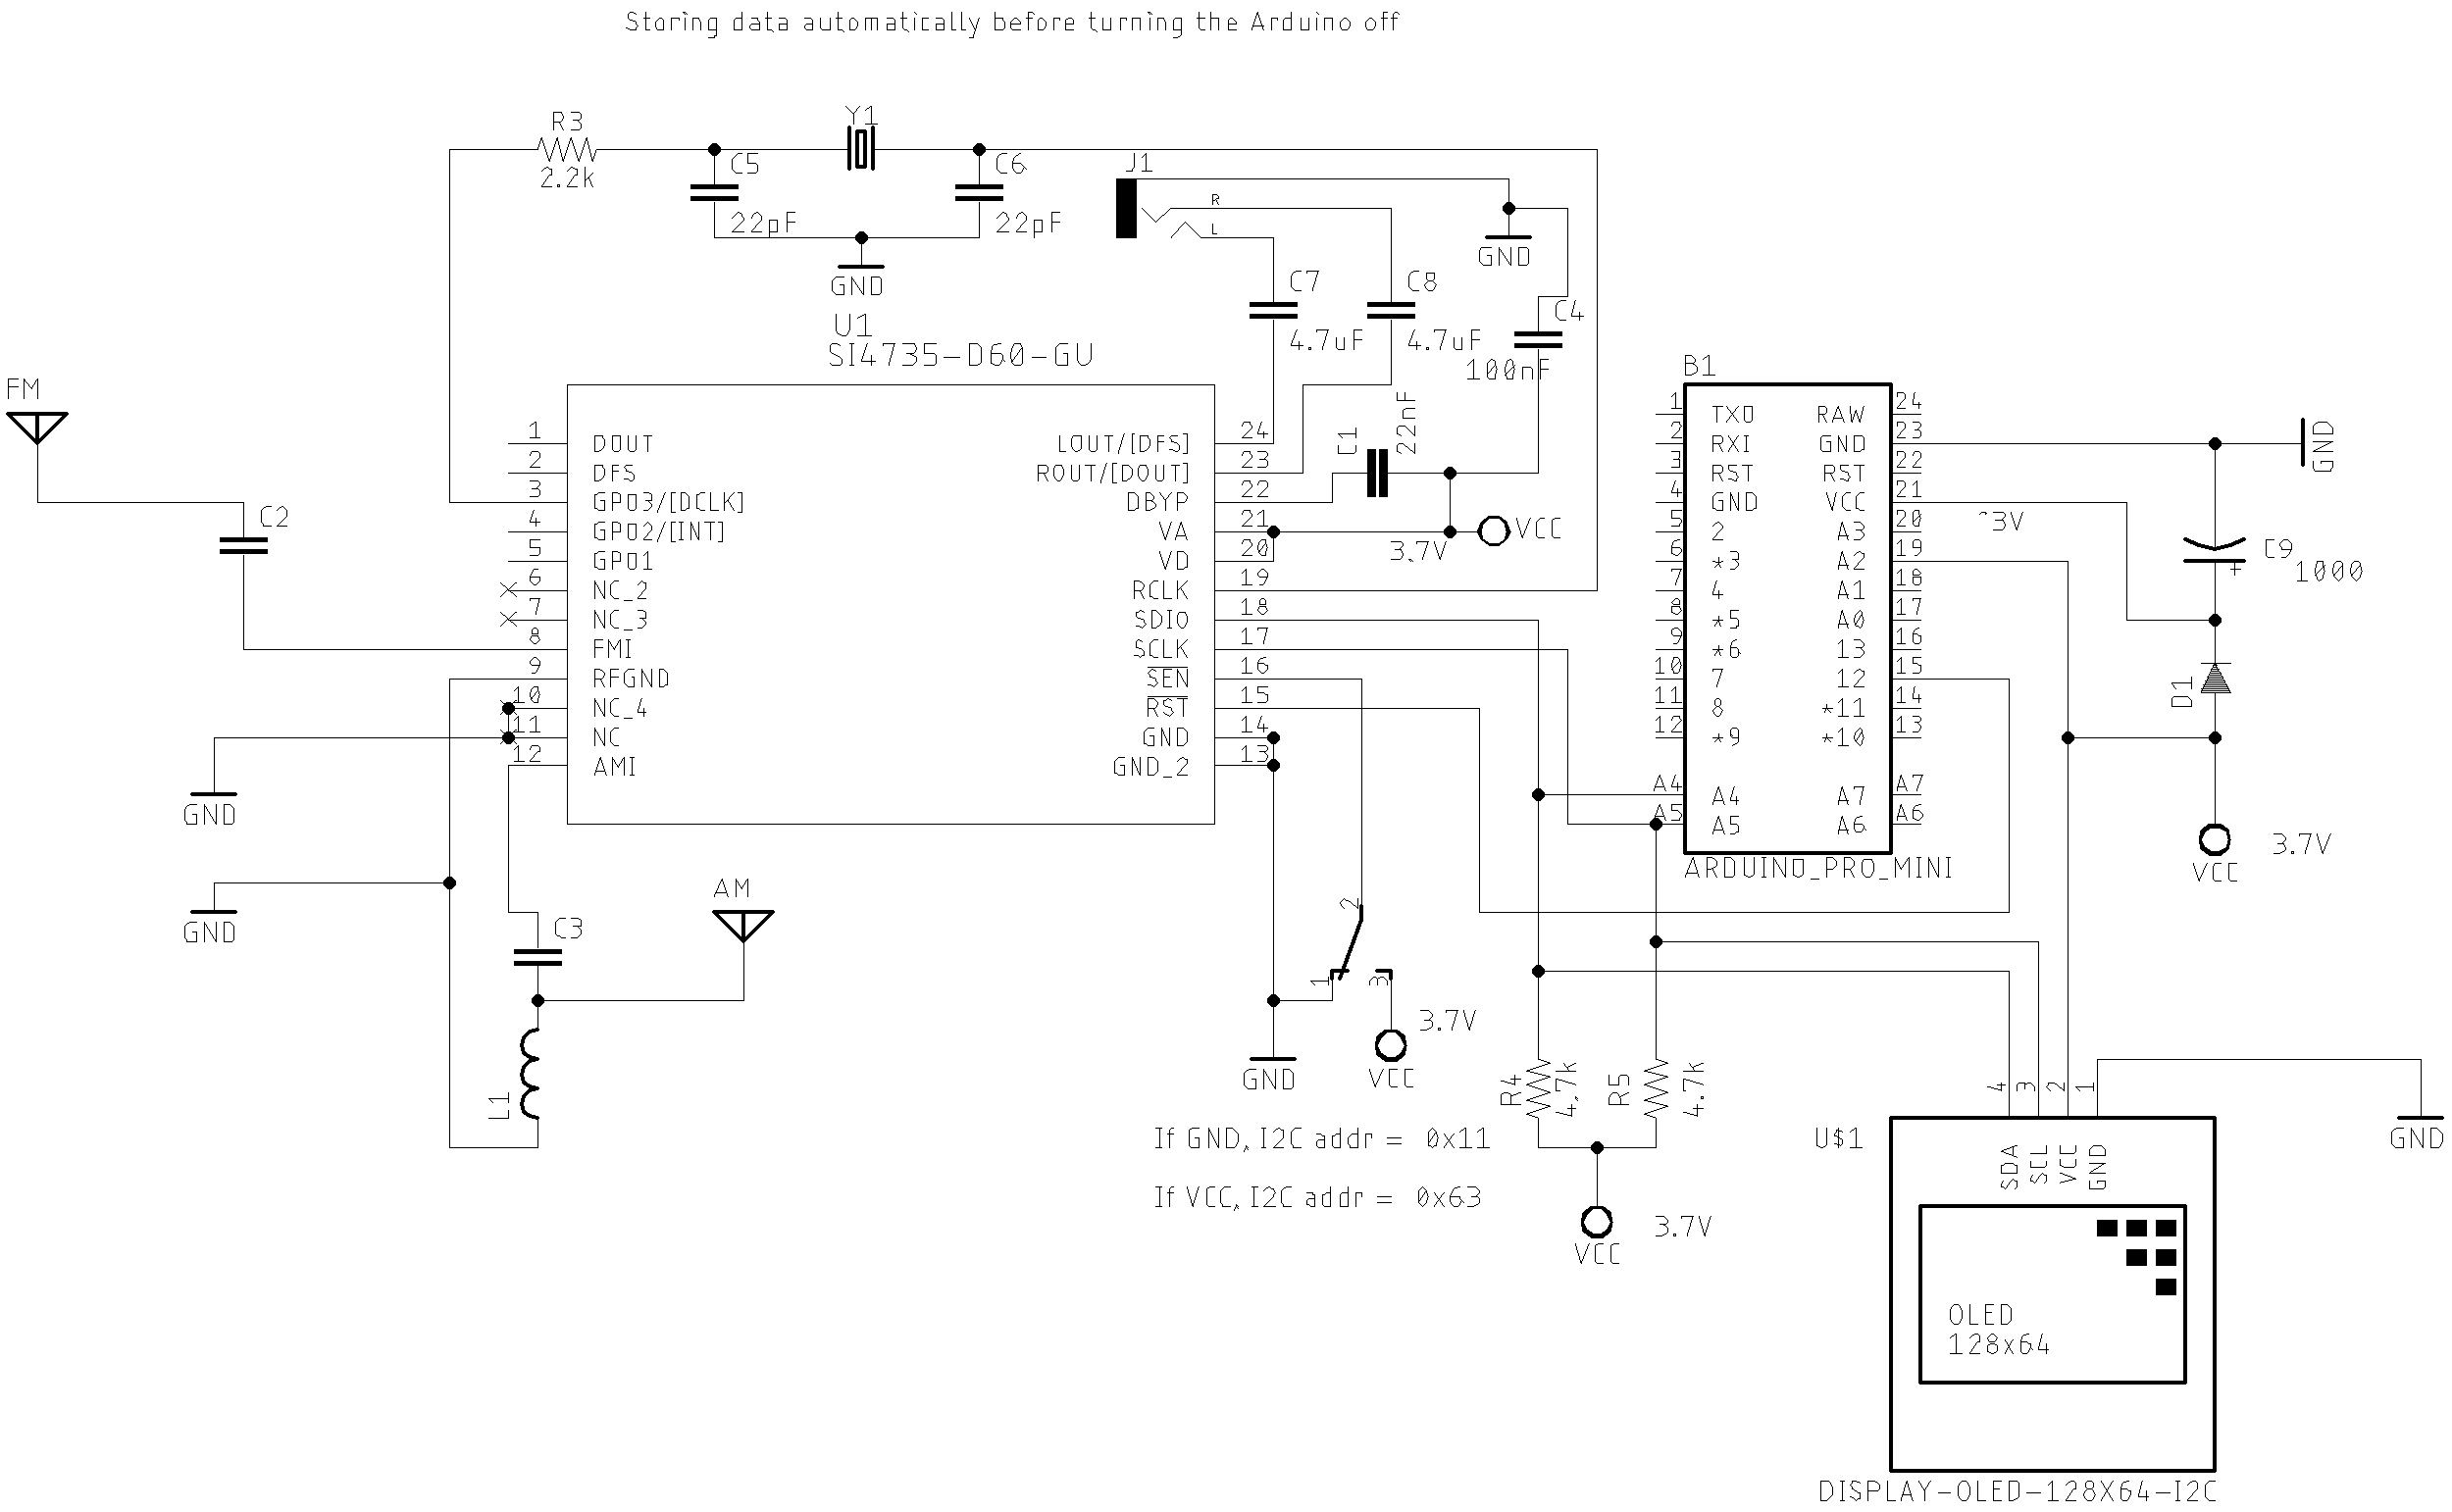 Storing data automatically before turning the Arduino off
R3
2.2k
Y1
C5
22pF
C6
22pF
GND
J1
R
L
GND
C7
4.7uF
C8
4.7uF
C4
100nF
U1
SI4735-D60-GU
FM
C2
1 DOUT
2 DFS
3 GPO3/[DCLK]
4 GPO2/[INT]
5 GPO1
6 NC_2
7 NC_3
8 FMI
9 RFGND
10 NC_4
11 NC
12 AMI
LOUT/[DFS] 24
ROUT/[DOUT] 23
DBYP 22
VA 21
VD 20
RCLK 19
SDIO 18
SCLK 17
SEN 16
RST 15
GND 14
GND_2 13
C1
22nF
VCC
3.7V
GND
GND
AM
C3
L1
2
1
3
3.7V
VCC
GND
If GND, I2C addr = 0x11
If VCC, I2C addr = 0x63
R4
4.7k
R5
4.7k
VCC
3.7V
B1
1 TXO
2 RXI
3 RST
4 GND
5 2
6 *3
7 4
8 *5
9 *6
10 7
11 8
12 *9
A4 A4
A5 A5
RAW 24
GND 23
RST 22
VCC 21
A3 20
A2 19
A1 18
A0 17
13 16
12 15
*11 14
*10 13
A7 A7
A6 A6
ARDUINO_PRO_MINI
GND
~3V
C9
1000
+
D1
VCC
3.7V
U$1
4
3
2
1
SDA
SCL
VCC
GND
GND
OLED
128x64
DISPLAY-OLED-128X64-I2C